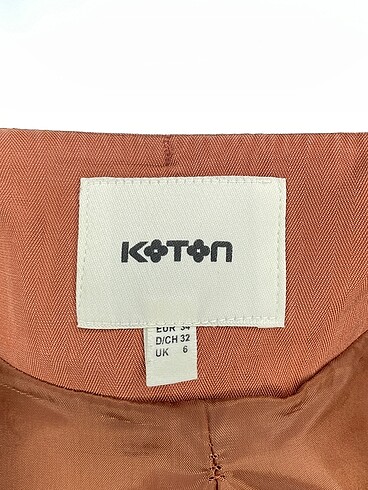 KOTON
EUR 34
D/CH 32
UK 6